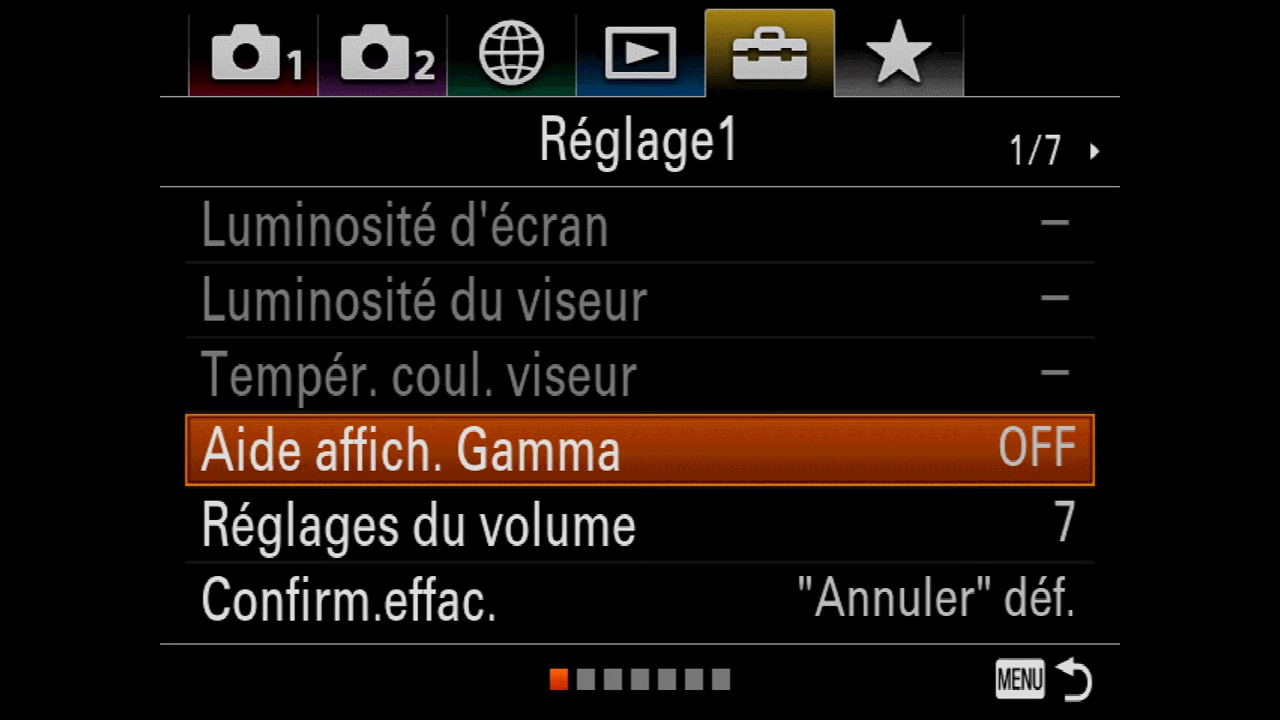 1 2
Réglage1 1/7
Luminosité d'écran –
Luminosité du viseur –
Tempér. coul. viseur –
Aide affich. Gamma OFF
Réglages du volume 7
Confirm.effac. "Annuler" déf.
MENU